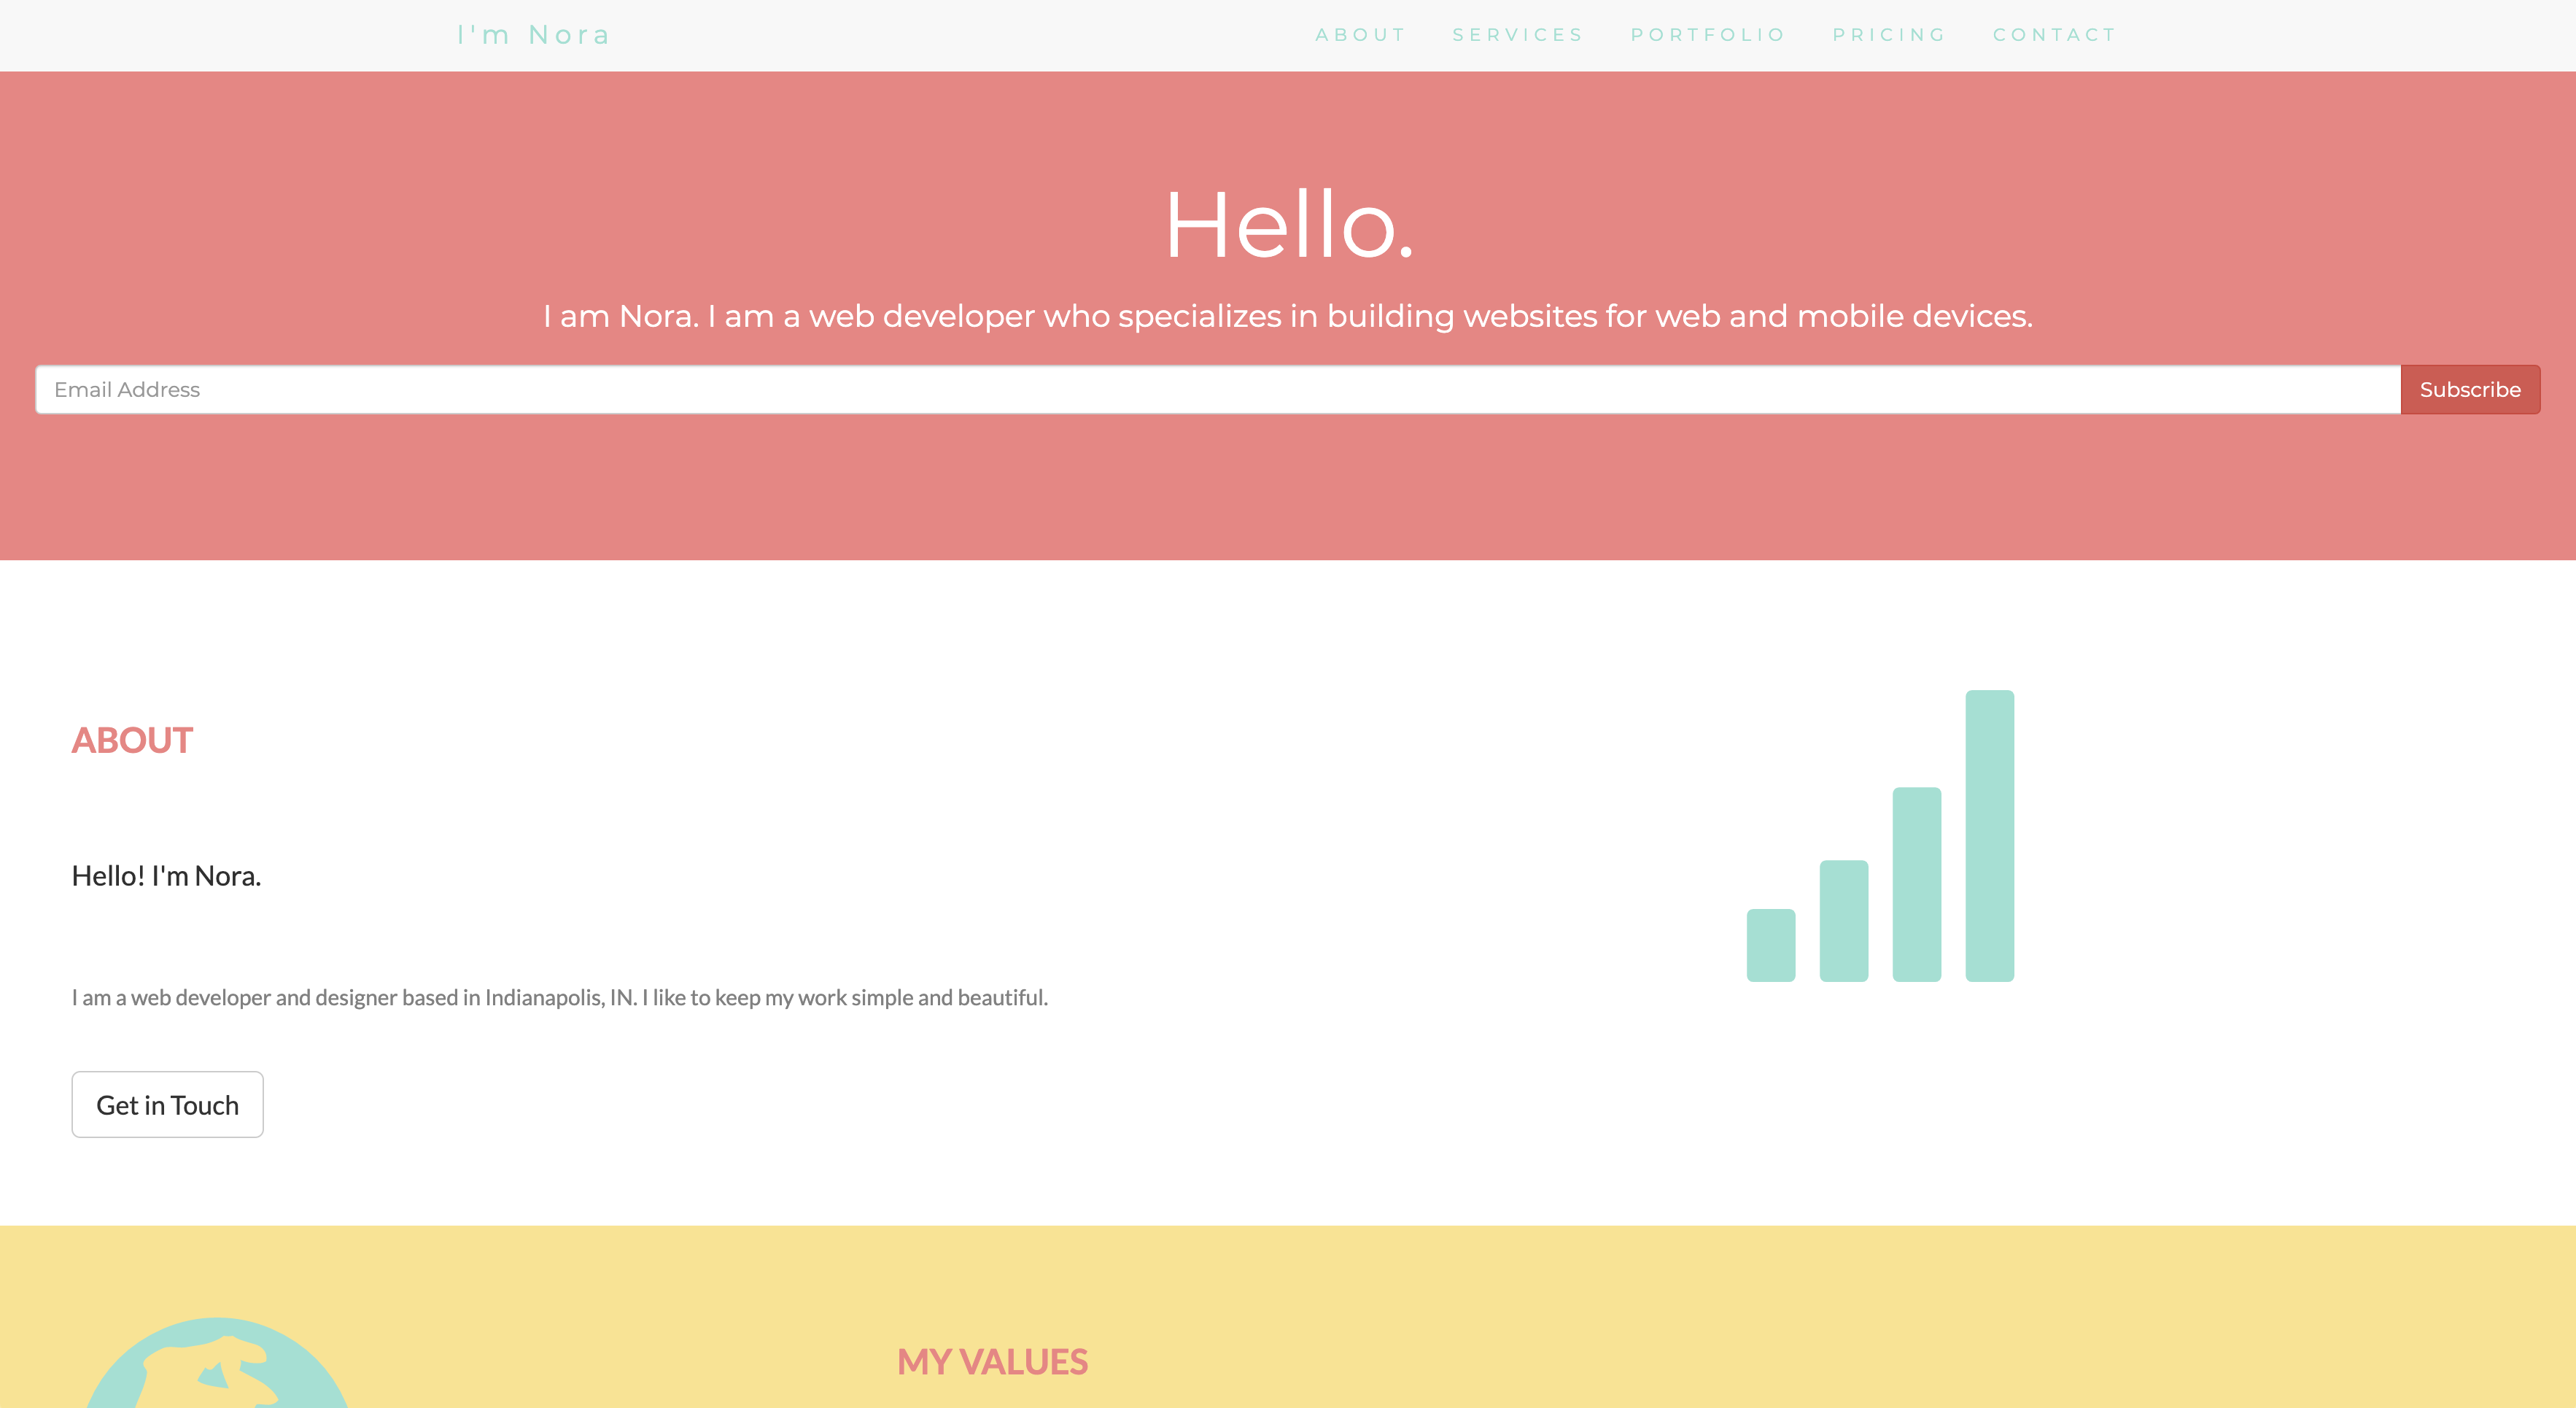 I'm Nora
ABOUT SERVICES PORTFOLIO PRICING CONTACT
Hello.
I am Nora. I am a web developer who specializes in building websites for web and mobile devices.
Email Address
Subscribe
ABOUT
Hello! I'm Nora.
I am a web developer and designer based in Indianapolis, IN. I like to keep my work simple and beautiful.
Get in Touch
MY VALUES